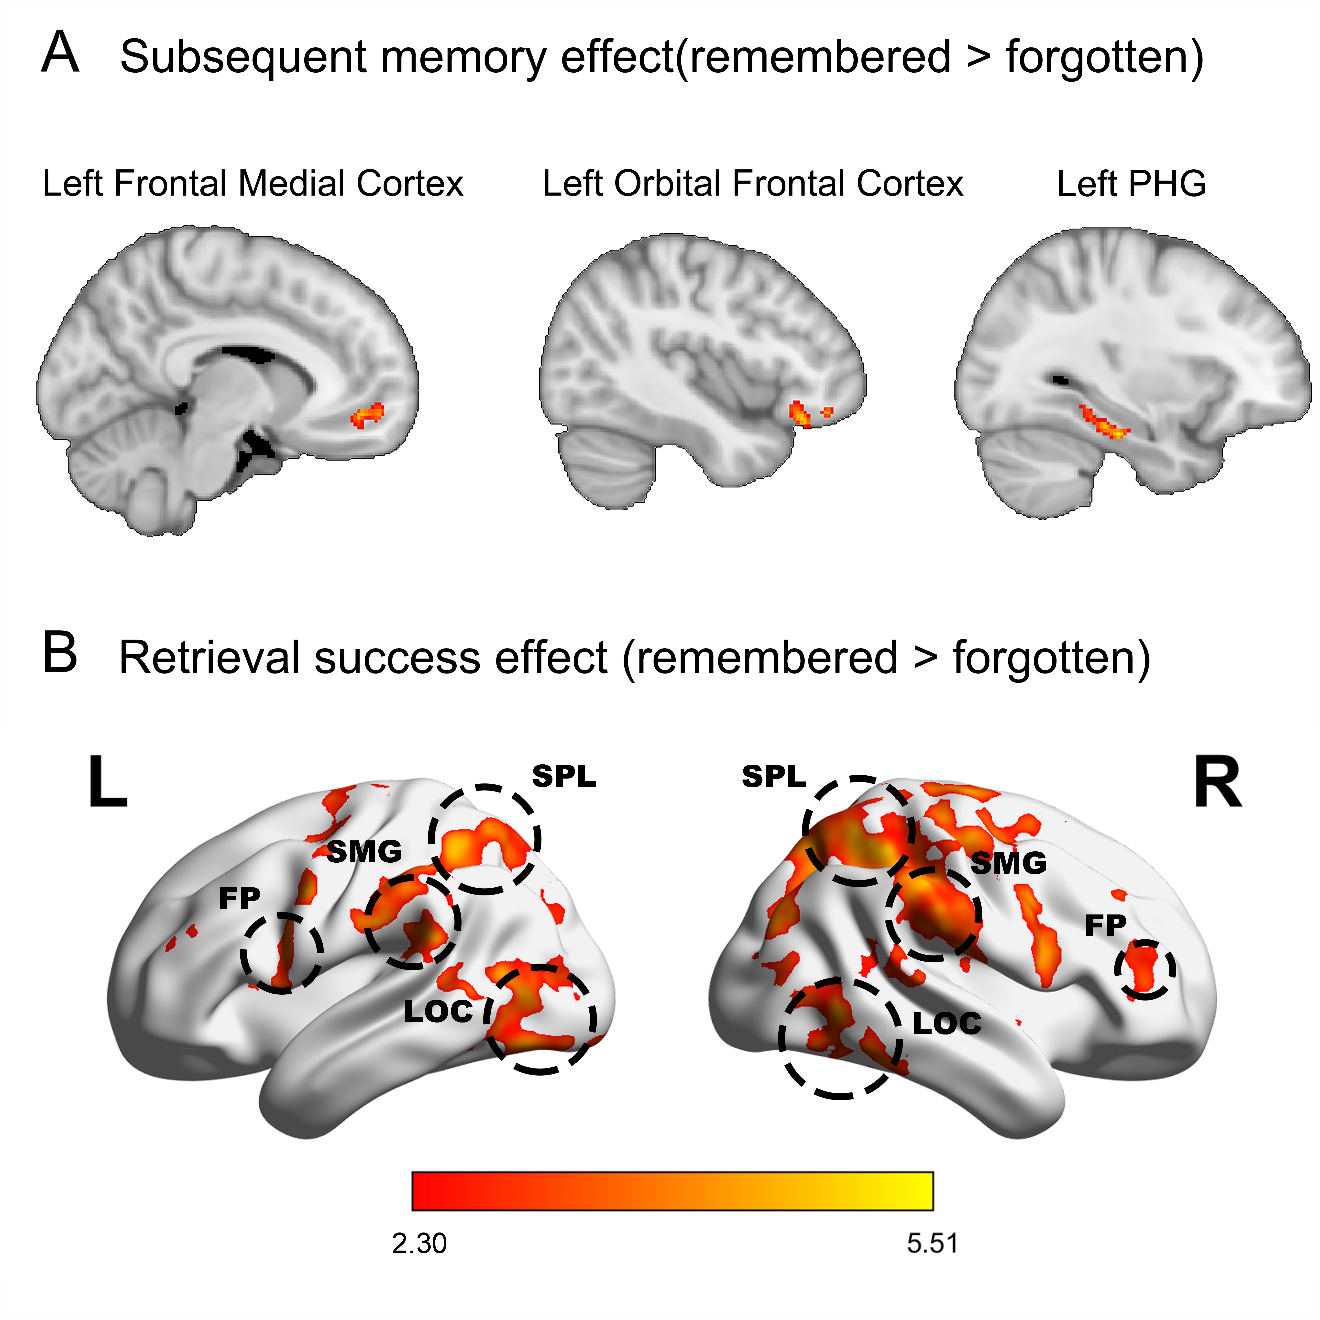 A Subsequent memory effect(remembered > forgotten)
Left Frontal Medial Cortex
Left Orbital Frontal Cortex
Left PHG
B Retrieval success effect (remembered > forgotten)
L
SPL
SMG
FP
LOC
SPL
R
SMG
FP
LOC
2.30
5.51